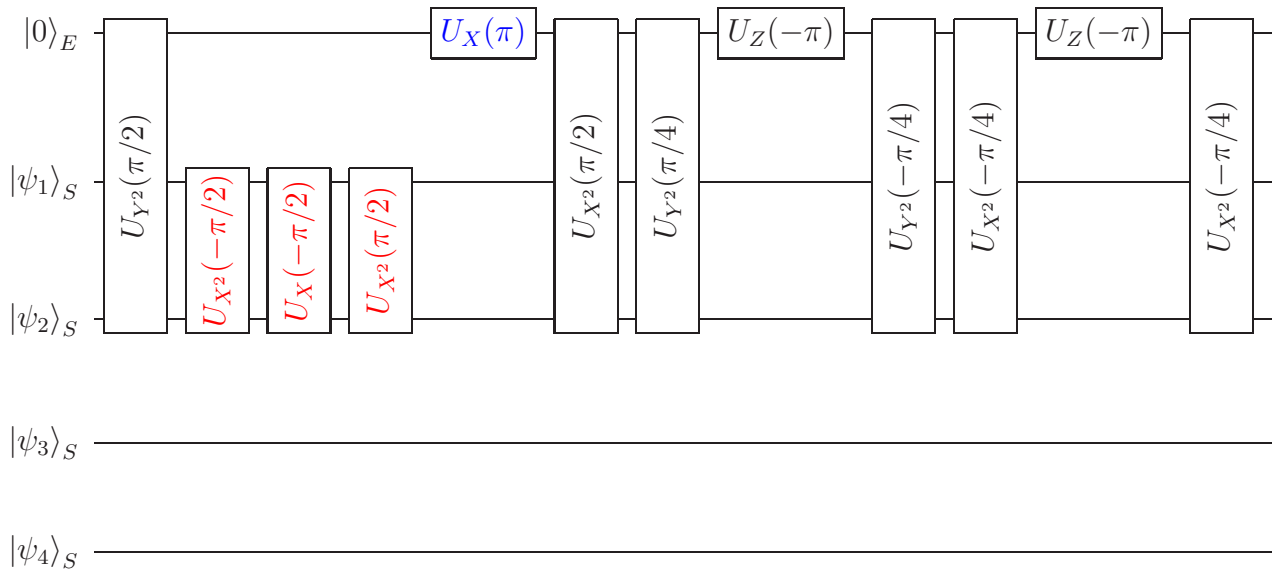 |0⟩_E U_{Y^2}(π/2) U_X(π) U_{X^2}(π/2) U_{Y^2}(π/4) U_Z(−π) U_{Y^2}(−π/4) U_{X^2}(−π/4) U_Z(−π) U_{X^2}(−π/4)
|ψ_1⟩_S U_{X^2}(−π/2) U_X(−π/2) U_{X^2}(π/2)
|ψ_2⟩_S
|ψ_3⟩_S
|ψ_4⟩_S